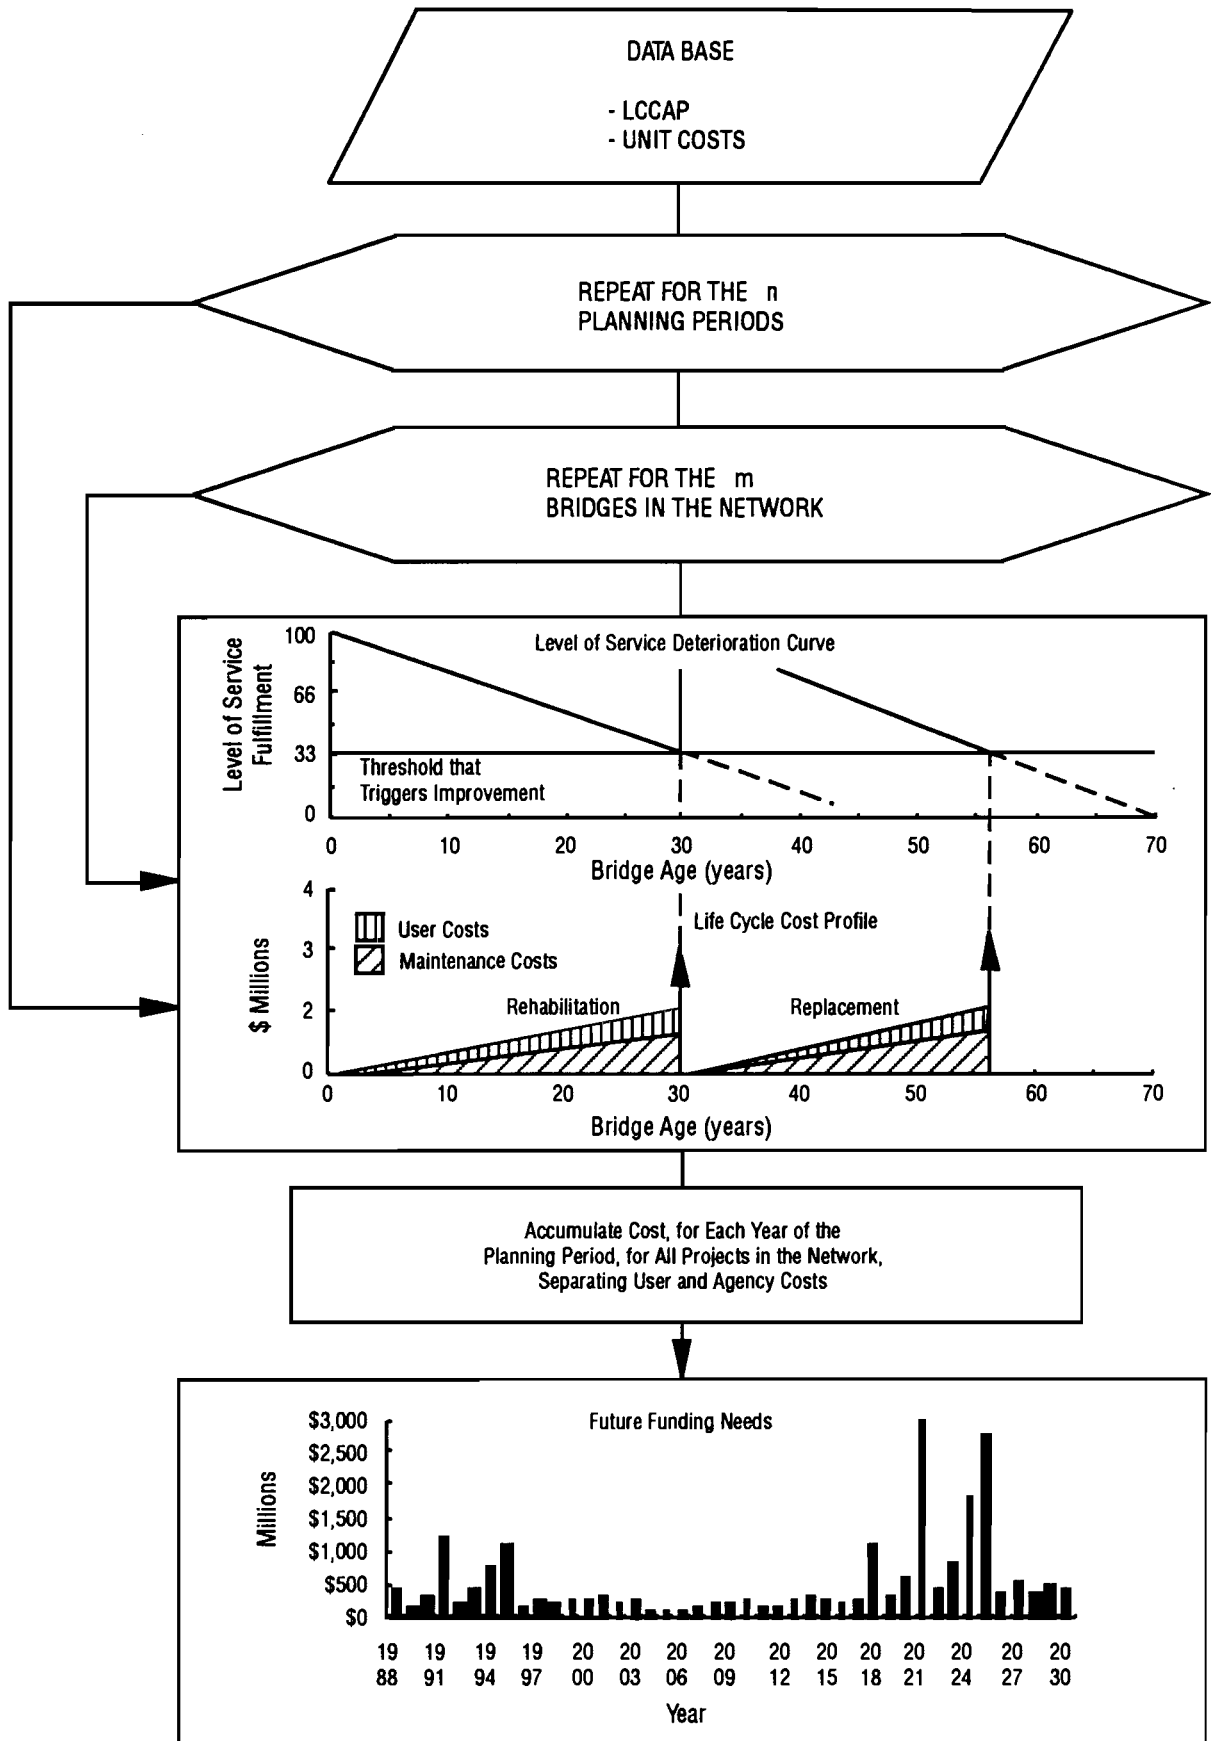 DATA BASE
- LCCAP
- UNIT COSTS
REPEAT FOR THE n
PLANNING PERIODS
REPEAT FOR THE m
BRIDGES IN THE NETWORK
Level of Service Deterioration Curve
Level of Service
Fulfillment
100
66
33
0
Threshold that
Triggers Improvement
0 10 20 30 40 50 60 70
Bridge Age (years)
Life Cycle Cost Profile
$ Millions
4
3
2
0
User Costs
Maintenance Costs
Rehabilitation
Replacement
0 10 20 30 40 50 60 70
Bridge Age (years)
Accumulate Cost, for Each Year of the
Planning Period, for All Projects in the Network,
Separating User and Agency Costs
Future Funding Needs
Millions
$3,000
$2,500
$2,000
$1,500
$1,000
$500
$0
19 19 19 19 20 20 20 20 20 20 20 20 20 20 20
88 91 94 97 00 03 06 09 12 15 18 21 24 27 30
Year